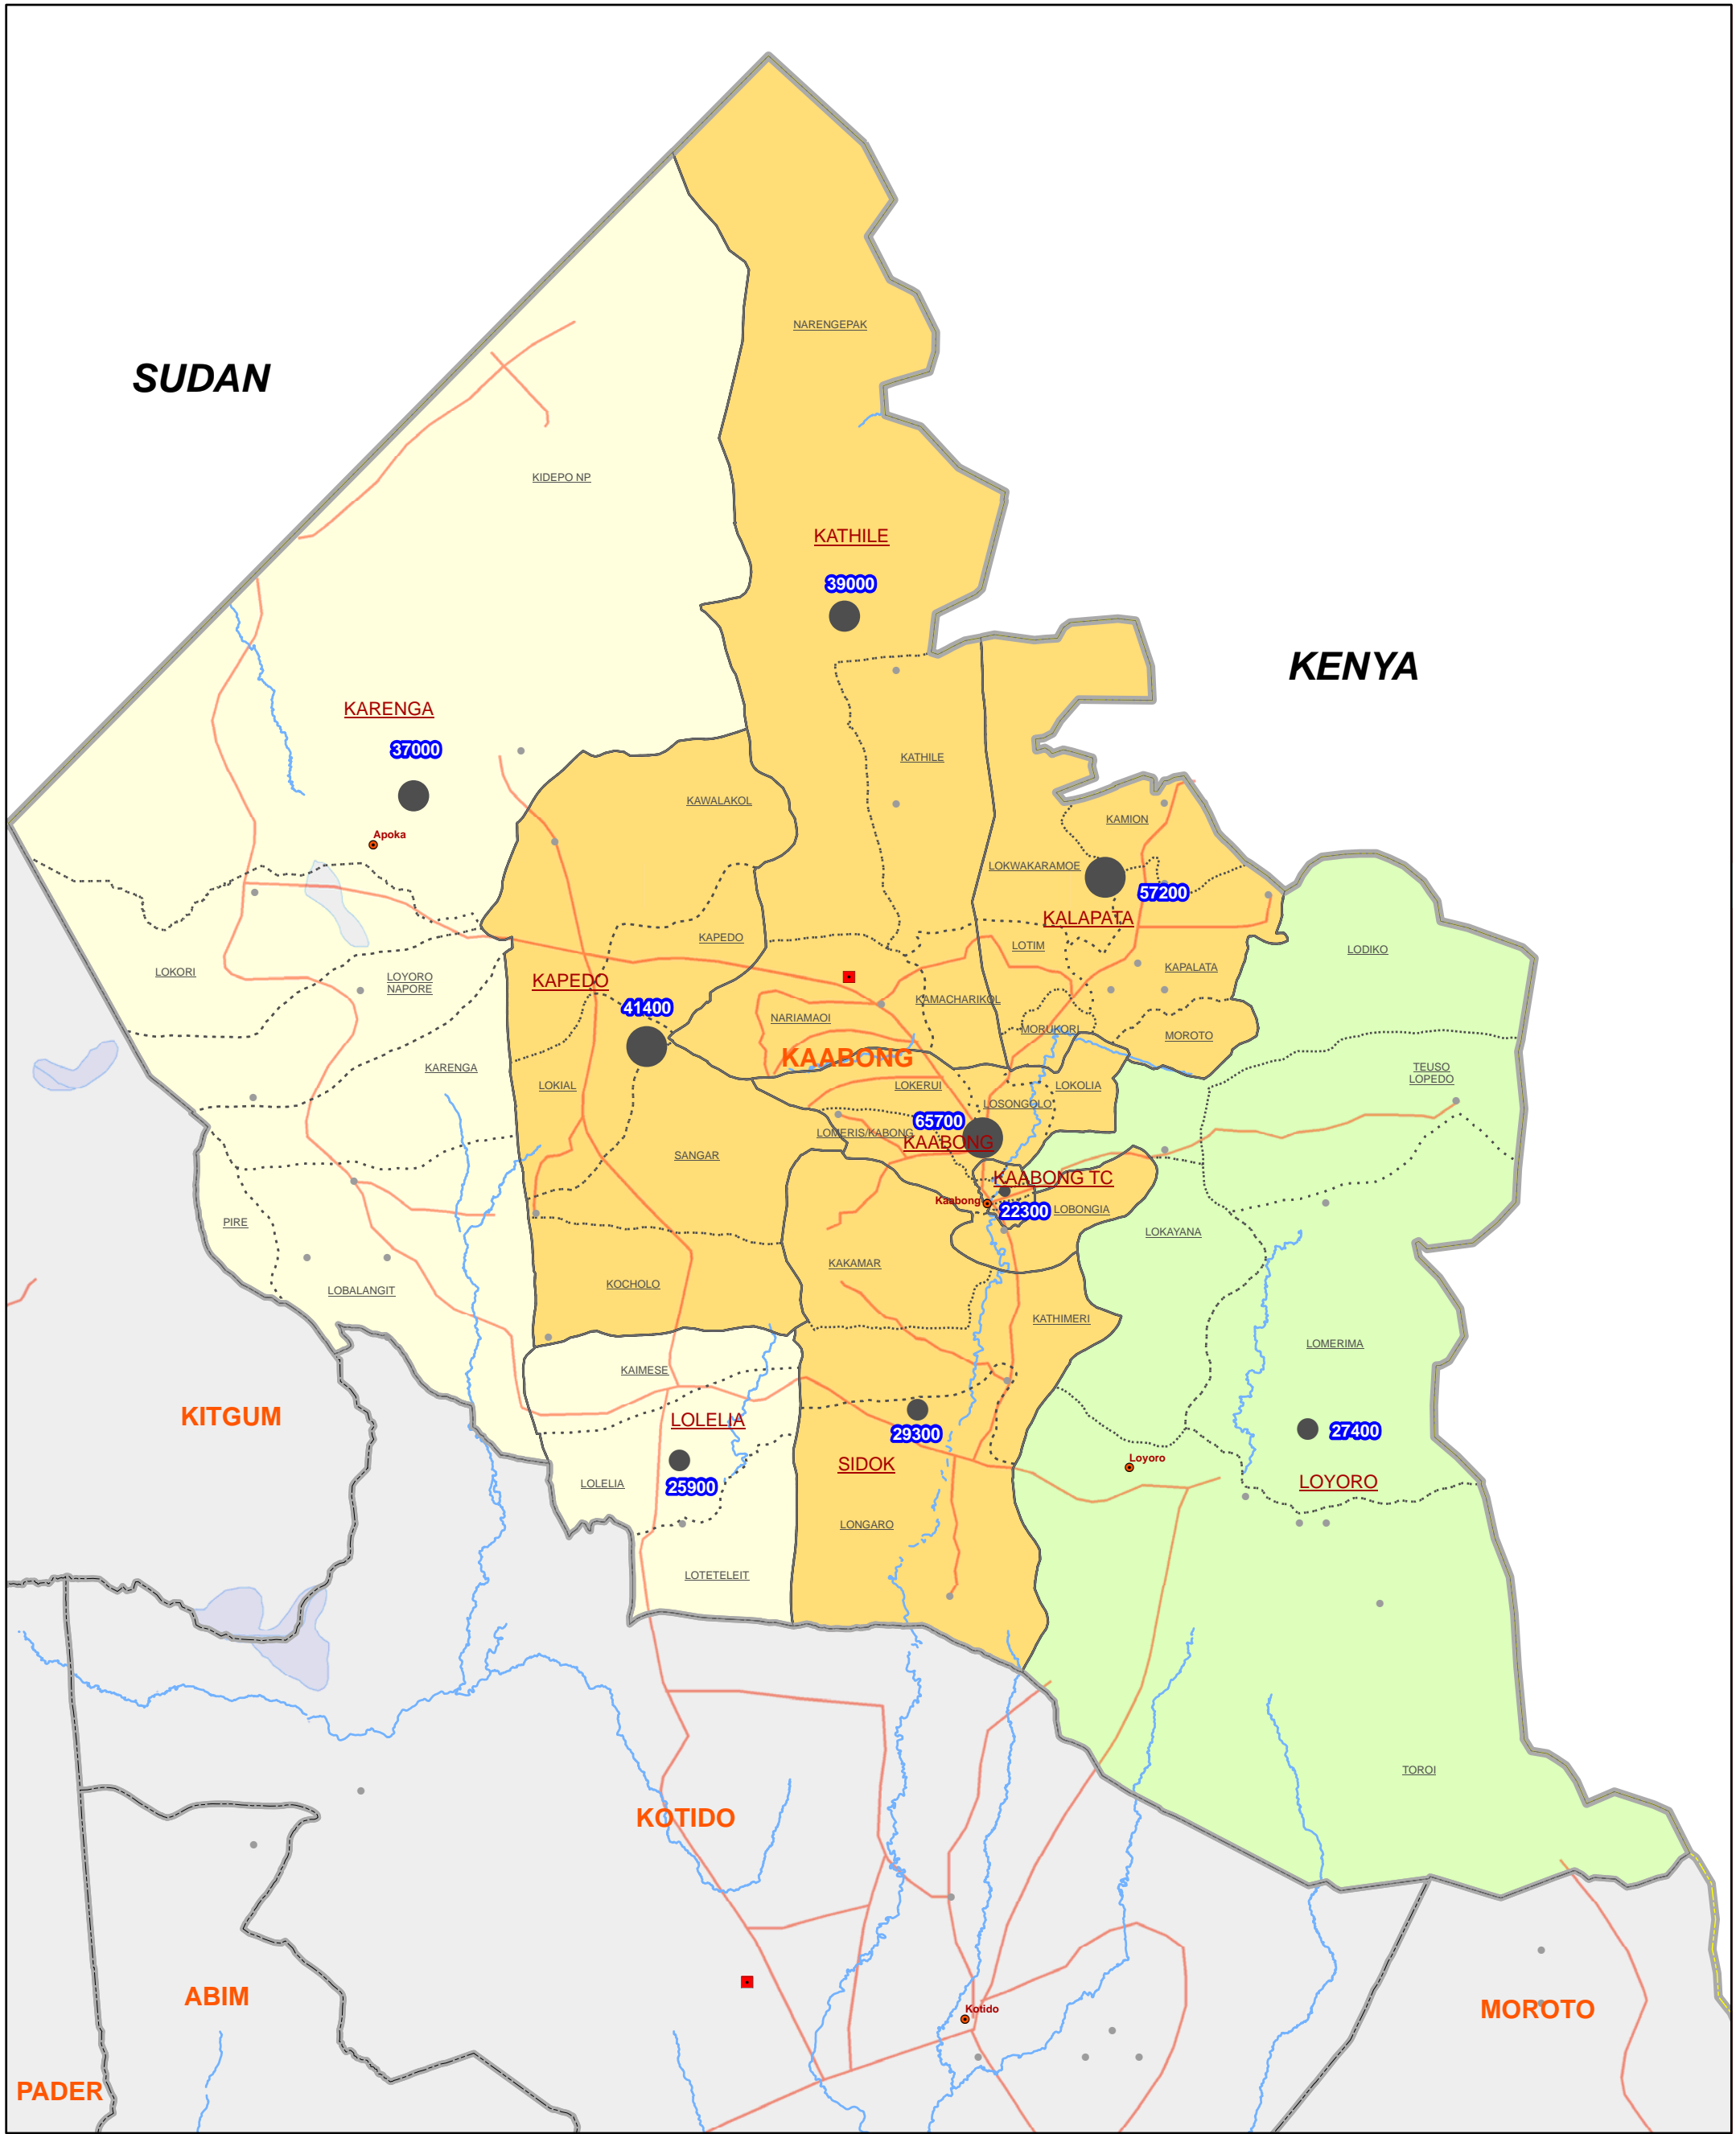 NARENGEPAK
SUDAN
KIDEPO NP
KATHILE
39000
KENYA
KARENGA
37000
KATHILE
KAWALAKOL
KAMION
Apoka
LOKWAKARAMOE
57200
KALAPATA
KAPEDO
LOTIM
LODIKO
KAPALATA
LOKORI
LOYORO
NAPORE
KAPEDO
41400
KAMACHARIKOL
NARIAMAOI
MORUKORI
MOROTO
KAABONG
KARENGA
TEUSO
LOPEDO
LOKIAL
LOKERUI
LOKOLIA
LOSONGOLO
65700
LOMERIS/KABONG
KAABONG
SANGAR
KAABONG TC
Kaabong
22300
LOBONGIA
PIRE
LOKAYANA
KAKAMAR
LOBALANGIT
KOCHOLO
KATHIMERI
LOMERIMA
KAIMESE
KITGUM
LOLELIA
29300
27400
SIDOK
Loyoro
LOLELIA
25900
LOYORO
LONGARO
LOTETELEIT
TOROI
KOTIDO
ABIM
Kotido
MOROTO
PADER